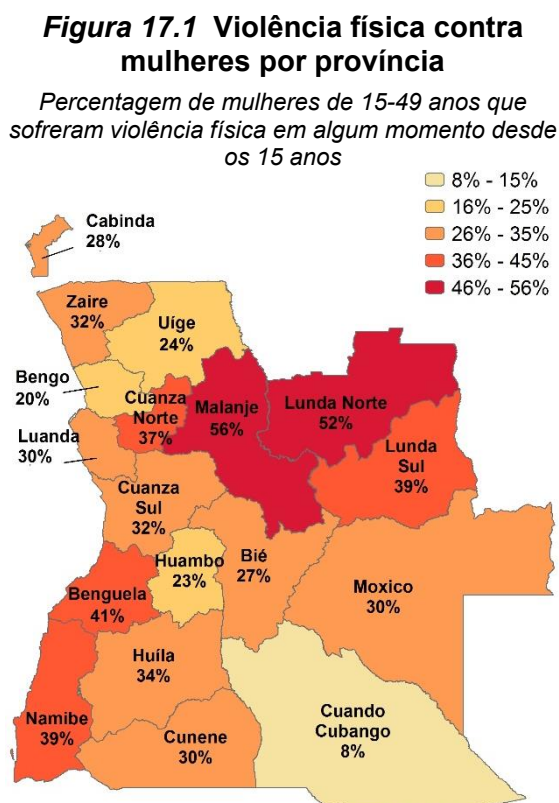 Figura 17.1 Violência física contra
mulheres por província
Percentagem de mulheres de 15-49 anos que
sofreram violência física em algum momento desde
os 15 anos
8% - 15%
16% - 25%
26% - 35%
36% - 45%
46% - 56%
Cabinda
28%
Zaire
32%
Uíge
24%
Bengo
20%
Cuanza
Norte
37%
Malanje
56%
Lunda Norte
52%
Luanda
30%
Lunda
Sul
39%
Cuanza
Sul
32%
Huambo
23%
Bié
27%
Moxico
30%
Benguela
41%
Huíla
34%
Namibe
39%
Cunene
30%
Cuando
Cubango
8%